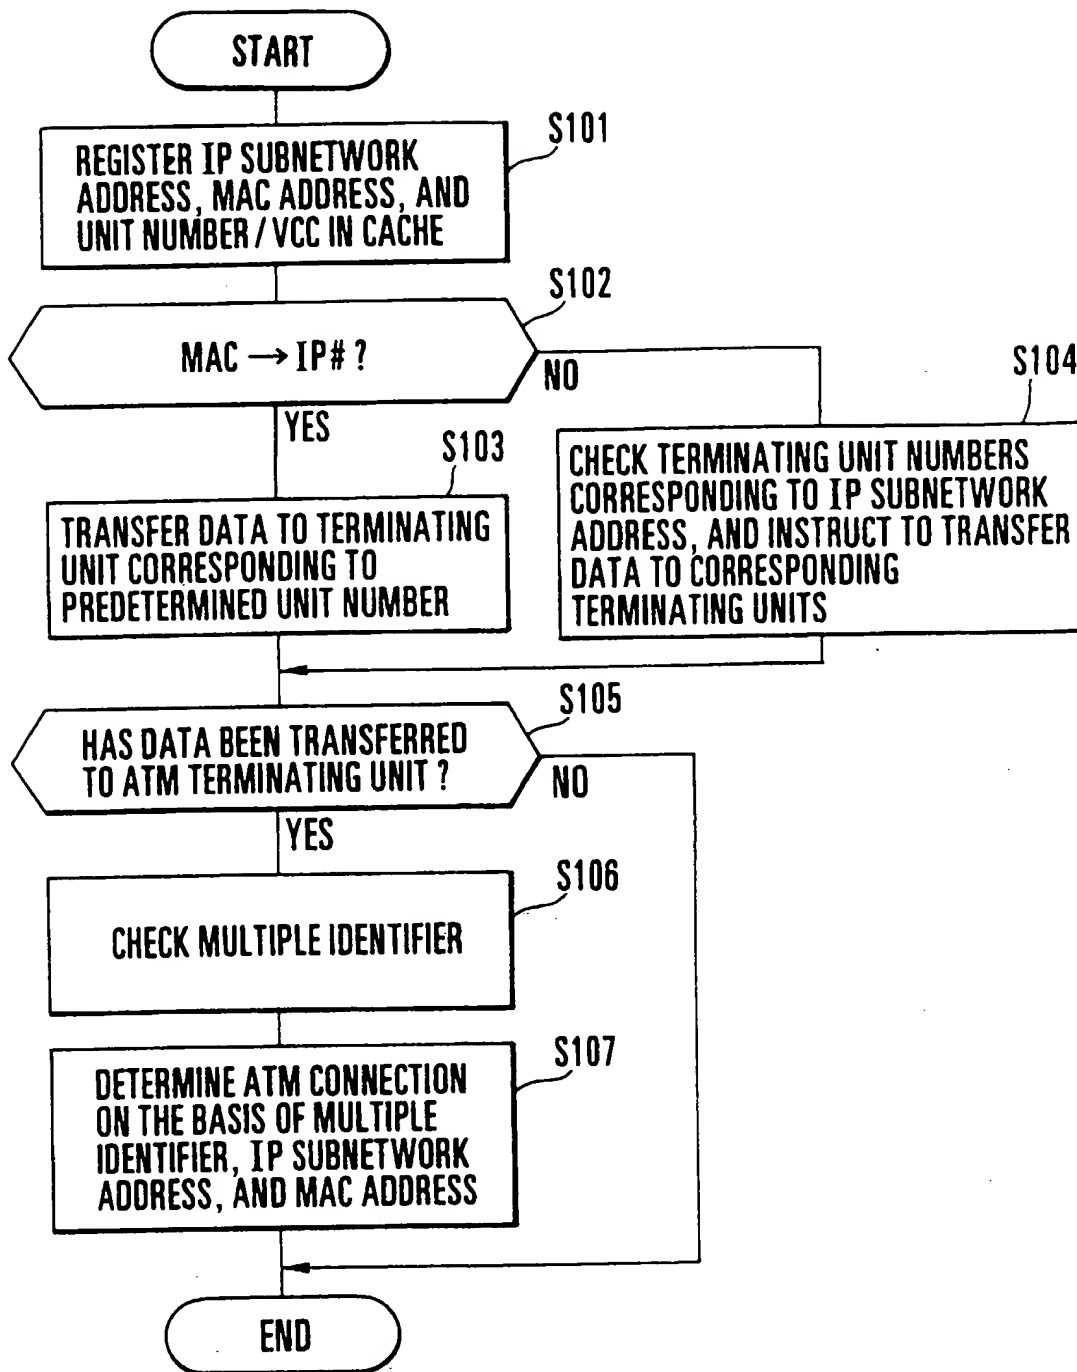 START
S101
REGISTER IP SUBNETWORK
ADDRESS, MAC ADDRESS, AND
UNIT NUMBER / VCC IN CACHE
S102
MAC → IP# ?
NO
YES
S103
TRANSFER DATA TO TERMINATING
UNIT CORRESPONDING TO
PREDETERMINED UNIT NUMBER
S104
CHECK TERMINATING UNIT NUMBERS
CORRESPONDING TO IP SUBNETWORK
ADDRESS, AND INSTRUCT TO TRANSFER
DATA TO CORRESPONDING
TERMINATING UNITS
S105
HAS DATA BEEN TRANSFERRED
TO ATM TERMINATING UNIT ?
NO
YES
S106
CHECK MULTIPLE IDENTIFIER
S107
DETERMINE ATM CONNECTION
ON THE BASIS OF MULTIPLE
IDENTIFIER, IP SUBNETWORK
ADDRESS, AND MAC ADDRESS
END